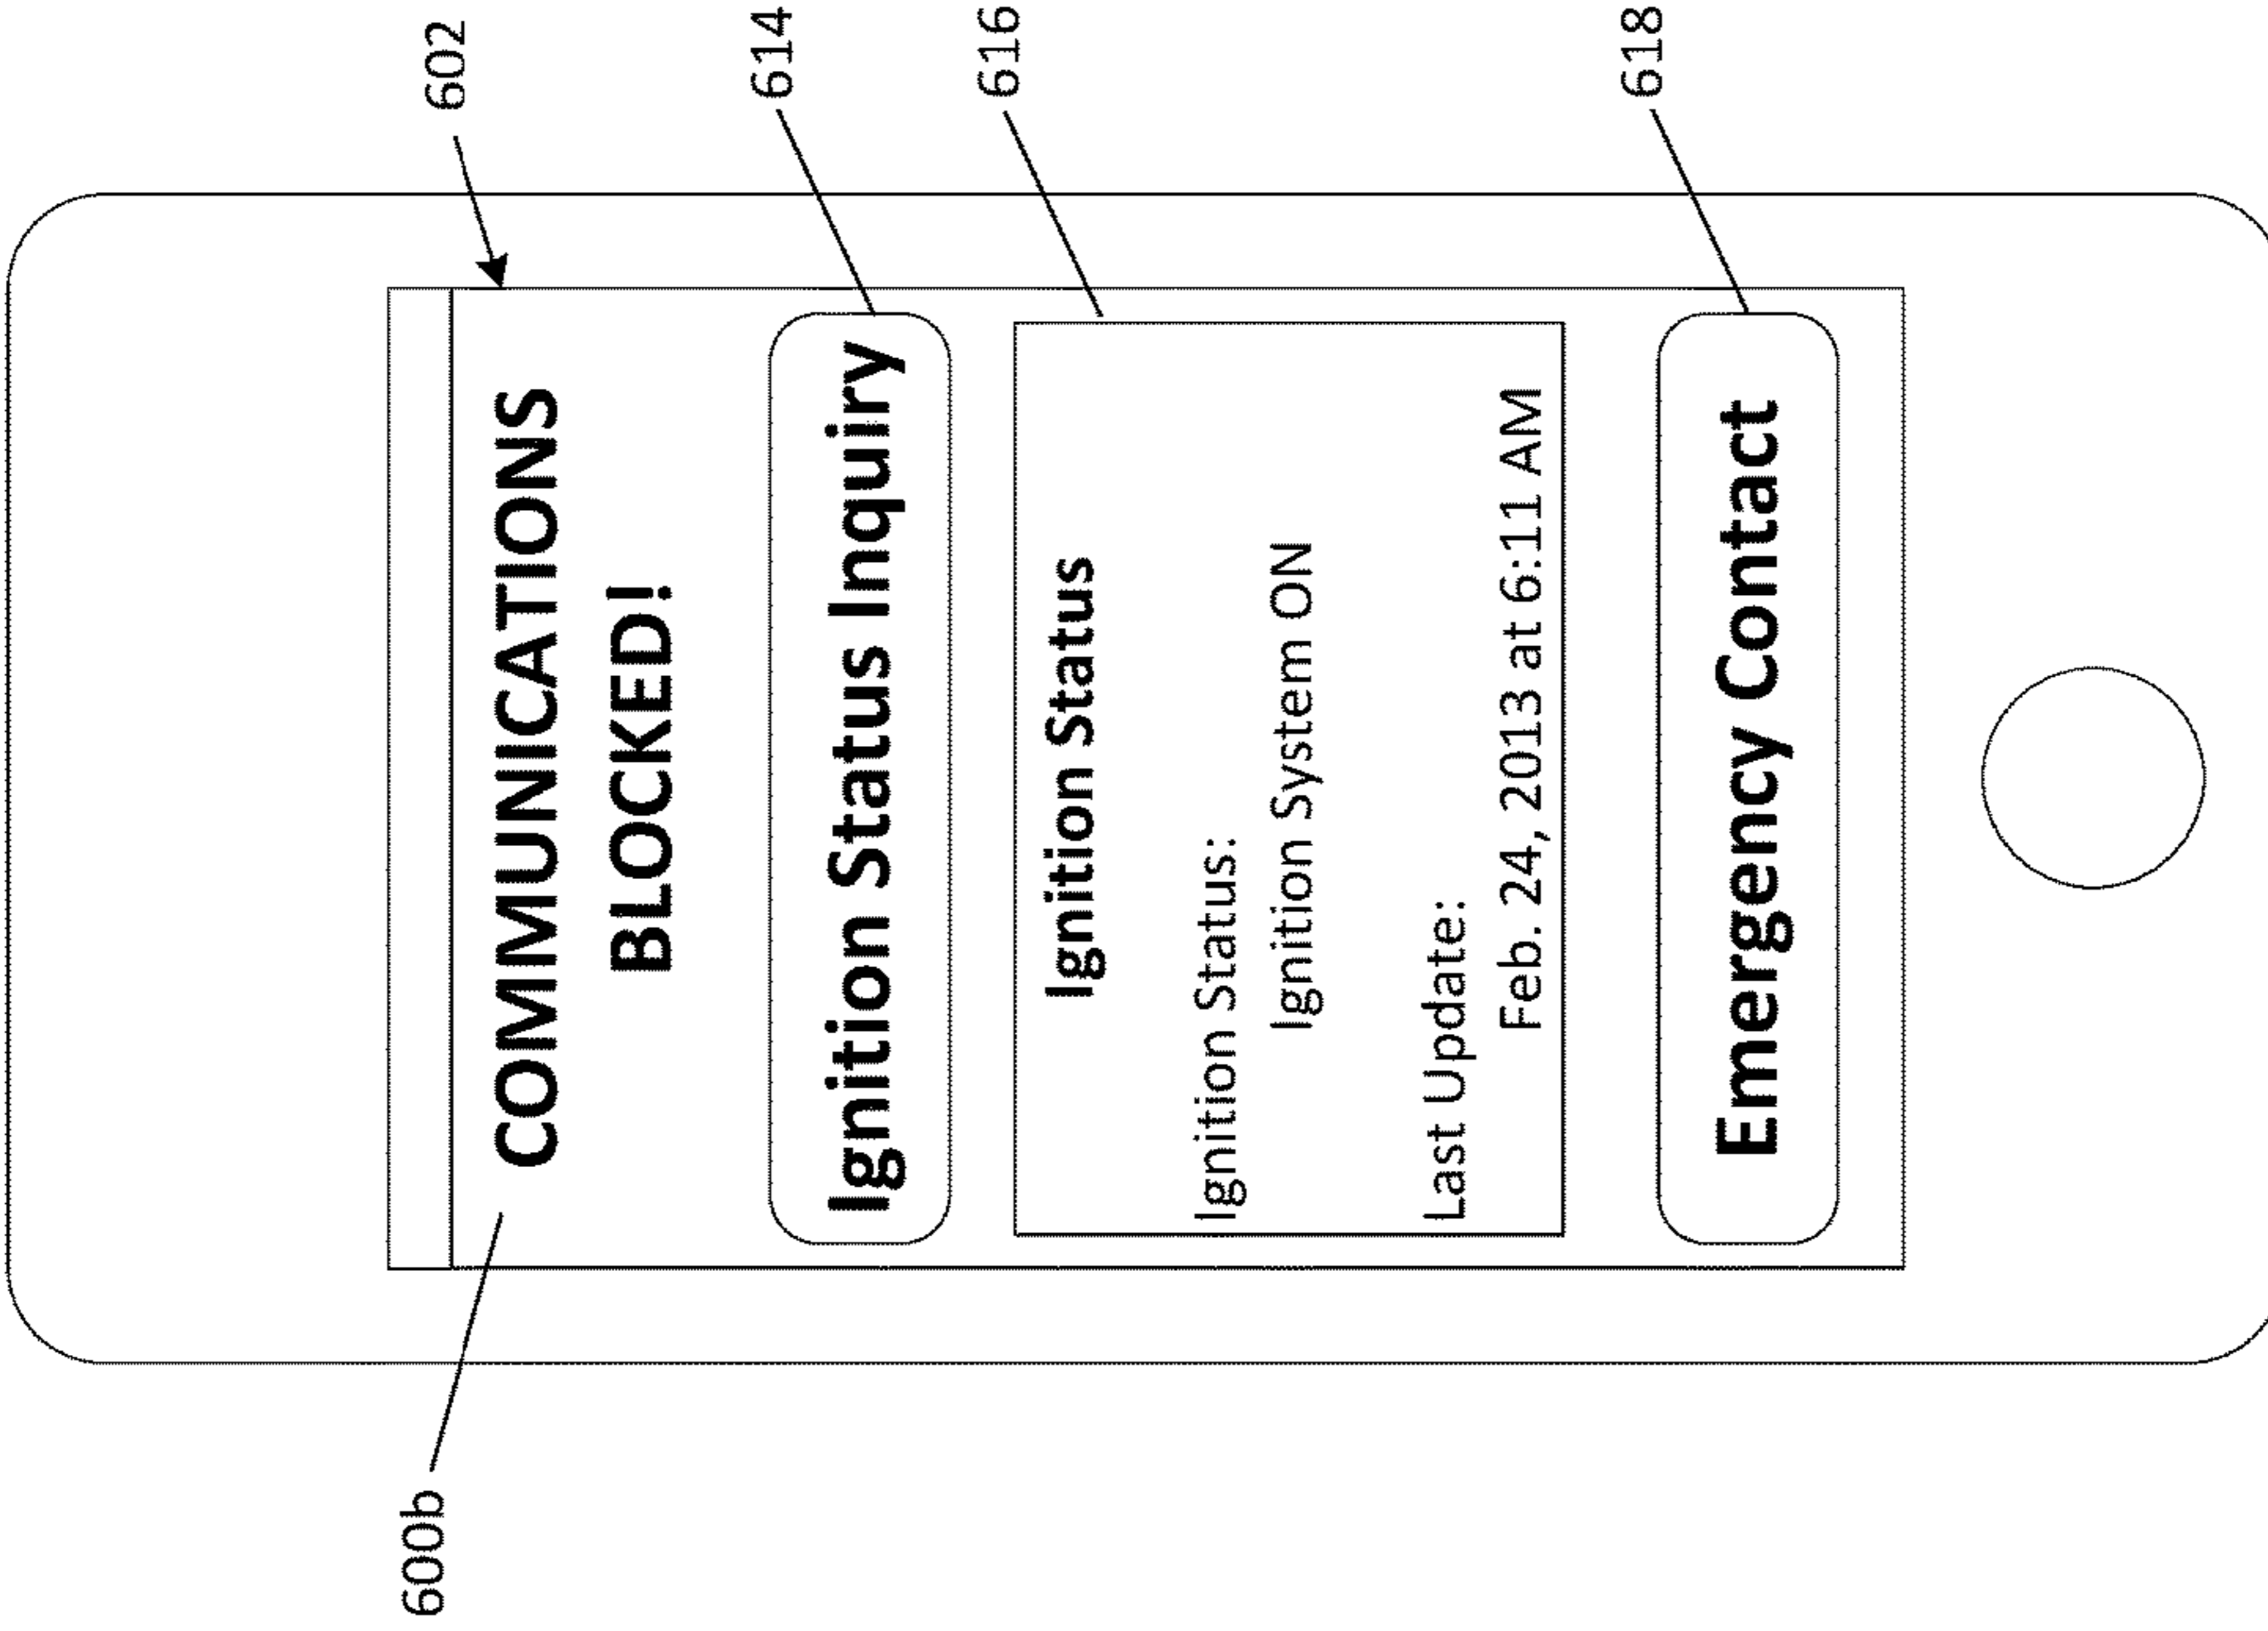 600b
602
COMMUNICATIONS
BLOCKED!
614
Ignition Status Inquiry
616
Ignition Status
Ignition Status:
Ignition System ON
Last Update:
Feb. 24, 2013 at 6:11 AM
618
Emergency Contact